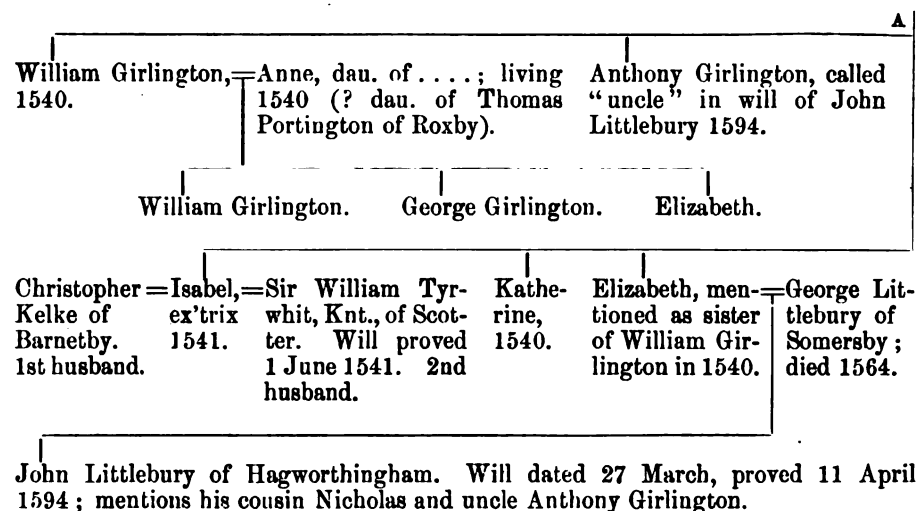 A
William Girlington,=Anne, dau. of . . . . ; living
1540.
1540 (? dau. of Thomas
Portington of Roxby).
Anthony Girlington, called
"uncle" in will of John
Littlebury 1594.
William Girlington.
George Girlington.
Elizabeth.
Christopher
Kelke of
Barnetby.
1st husband.
=Isabel,=
ex'trix
1541.
Sir William Tyr-
whit, Knt., of Scot-
ter. Will proved
1 June 1541. 2nd
husband.
Kathe-
rine,
1540.
Elizabeth, men-
tioned as sister
of William Gir-
lington in 1540.
=George Lit-
tlebury of
Somersby ;
died 1564.
John Littlebury of Hagworthingham. Will dated 27 March, proved 11 April
1594 ; mentions his cousin Nicholas and uncle Anthony Girlington.